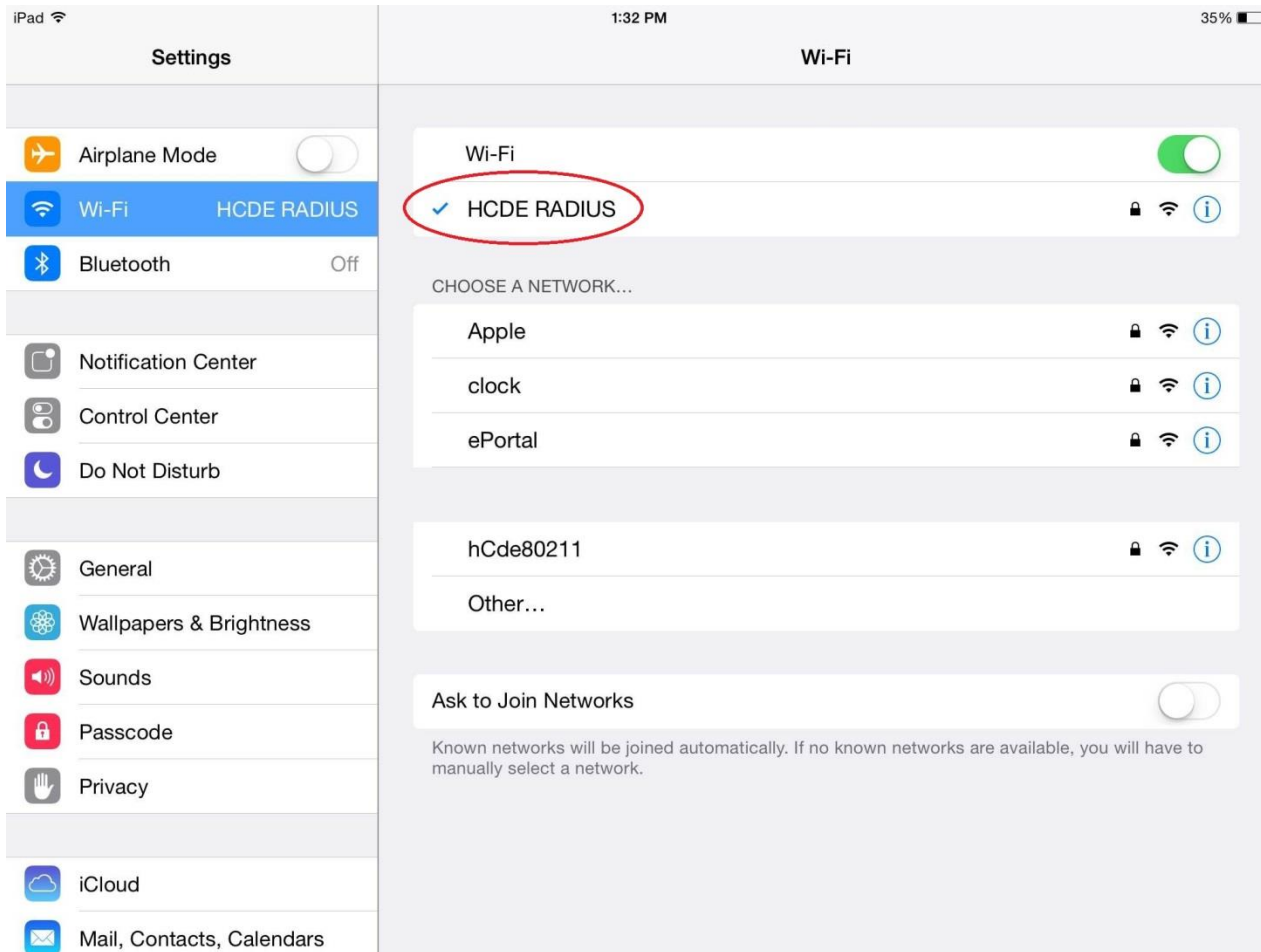 iPad 1:32 PM 35%
Settings
Wi-Fi
Airplane Mode
Wi-Fi HCDE RADIUS
Bluetooth Off
Notification Center
Control Center
Do Not Disturb
General
Wallpapers & Brightness
Sounds
Passcode
Privacy
iCloud
Mail, Contacts, Calendars
Wi-Fi
HCDE RADIUS
CHOOSE A NETWORK...
Apple
clock
ePortal
hCde80211
Other...
Ask to Join Networks
Known networks will be joined automatically. If no known networks are available, you will have to
manually select a network.